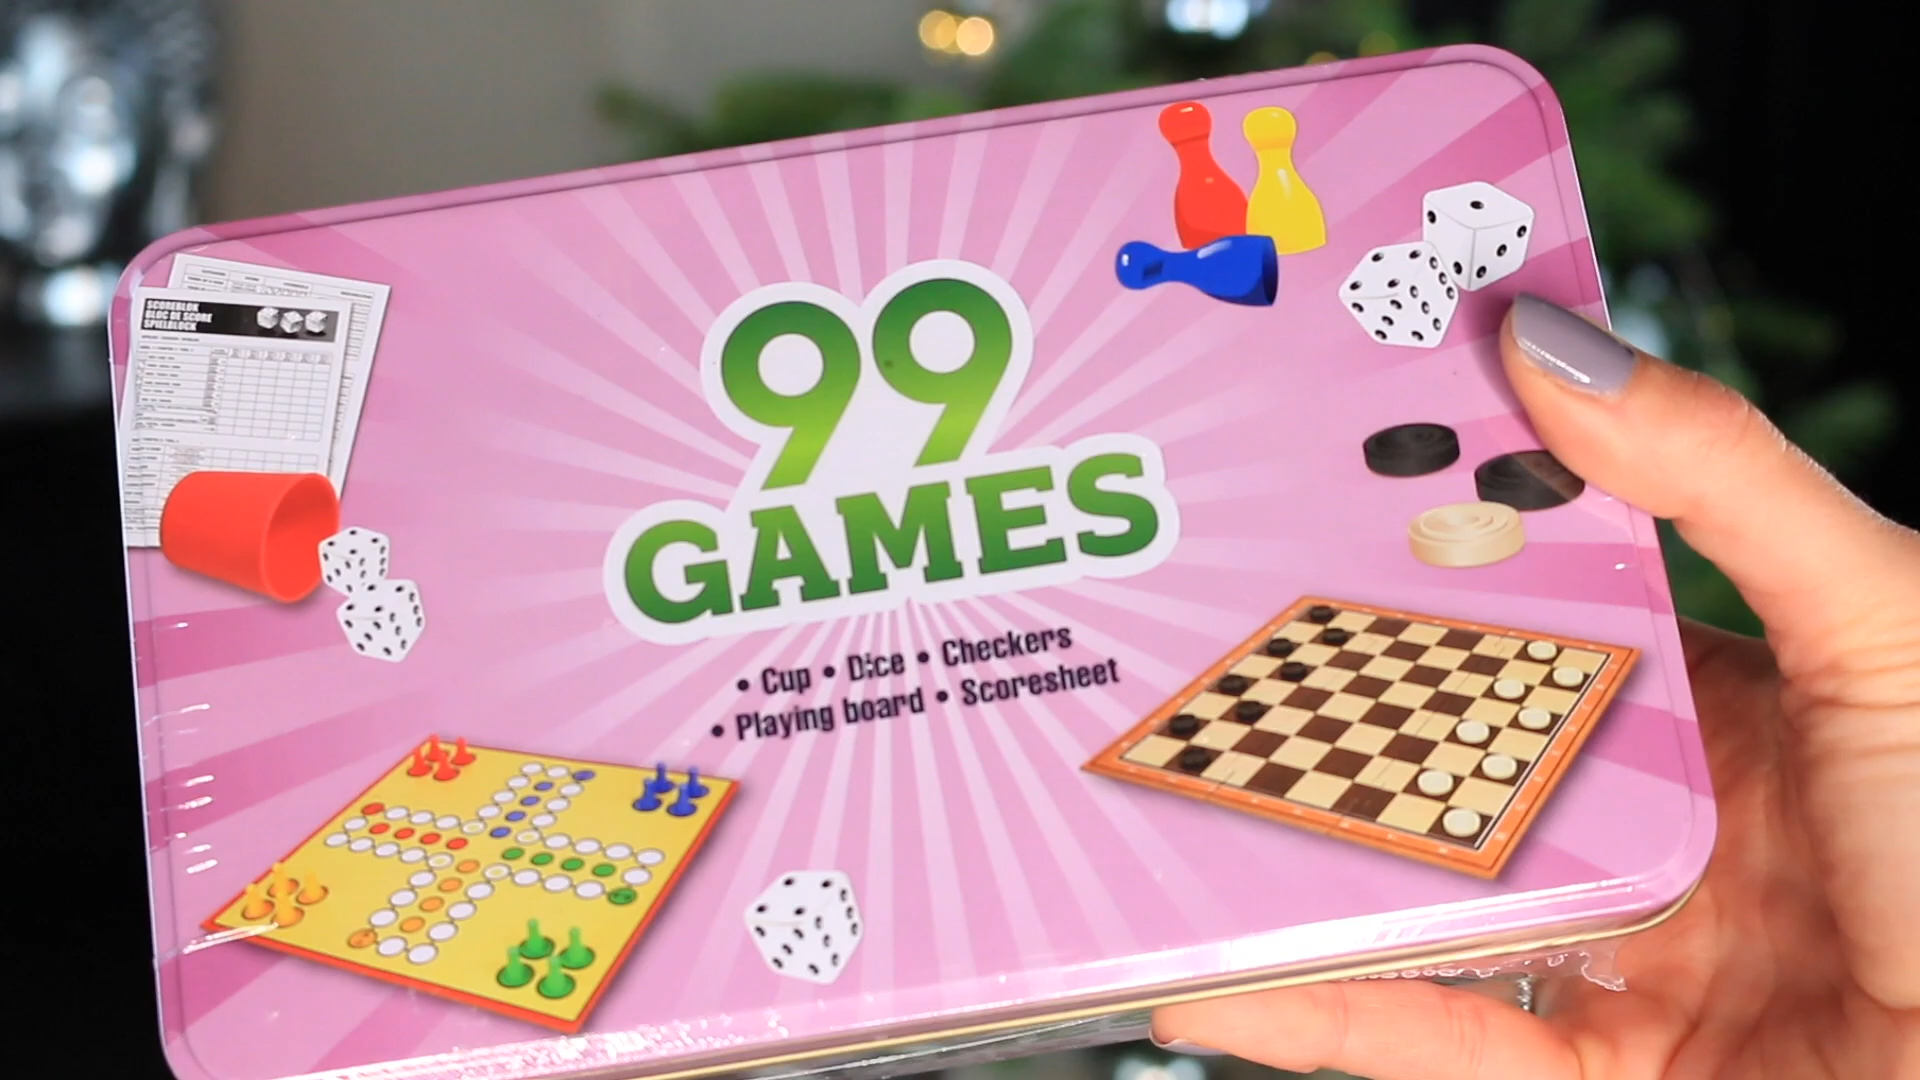 SCOREBLOK
BLOC DE SCORE
SPIELBLOCK
99
GAMES
• Cup • Dice • Checkers
• Playing board • Scoresheet